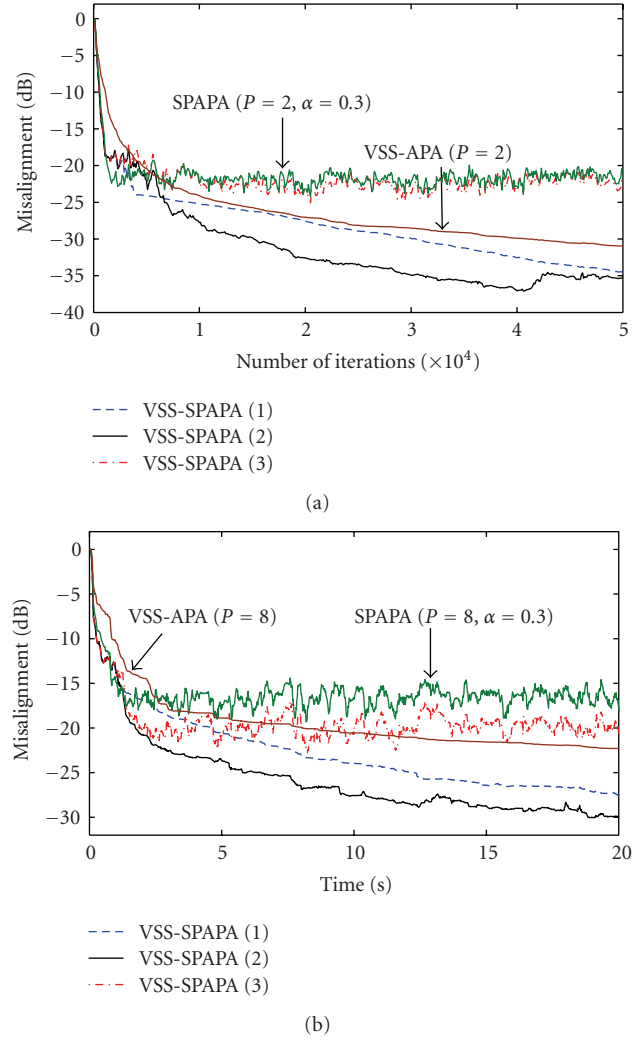 0
−5
−10
−15
−20
−25
−30
−35
−40
Misalignment (dB)
SPAPA (P = 2, α = 0.3)
VSS-APA (P = 2)
0 1 2 3 4 5
Number of iterations (×10⁴)
VSS-SPAPA (1)
VSS-SPAPA (2)
VSS-SPAPA (3)
(a)
0
−5
−10
−15
−20
−25
−30
Misalignment (dB)
VSS-APA (P = 8)
SPAPA (P = 8, α = 0.3)
0 5 10 15 20
Time (s)
VSS-SPAPA (1)
VSS-SPAPA (2)
VSS-SPAPA (3)
(b)